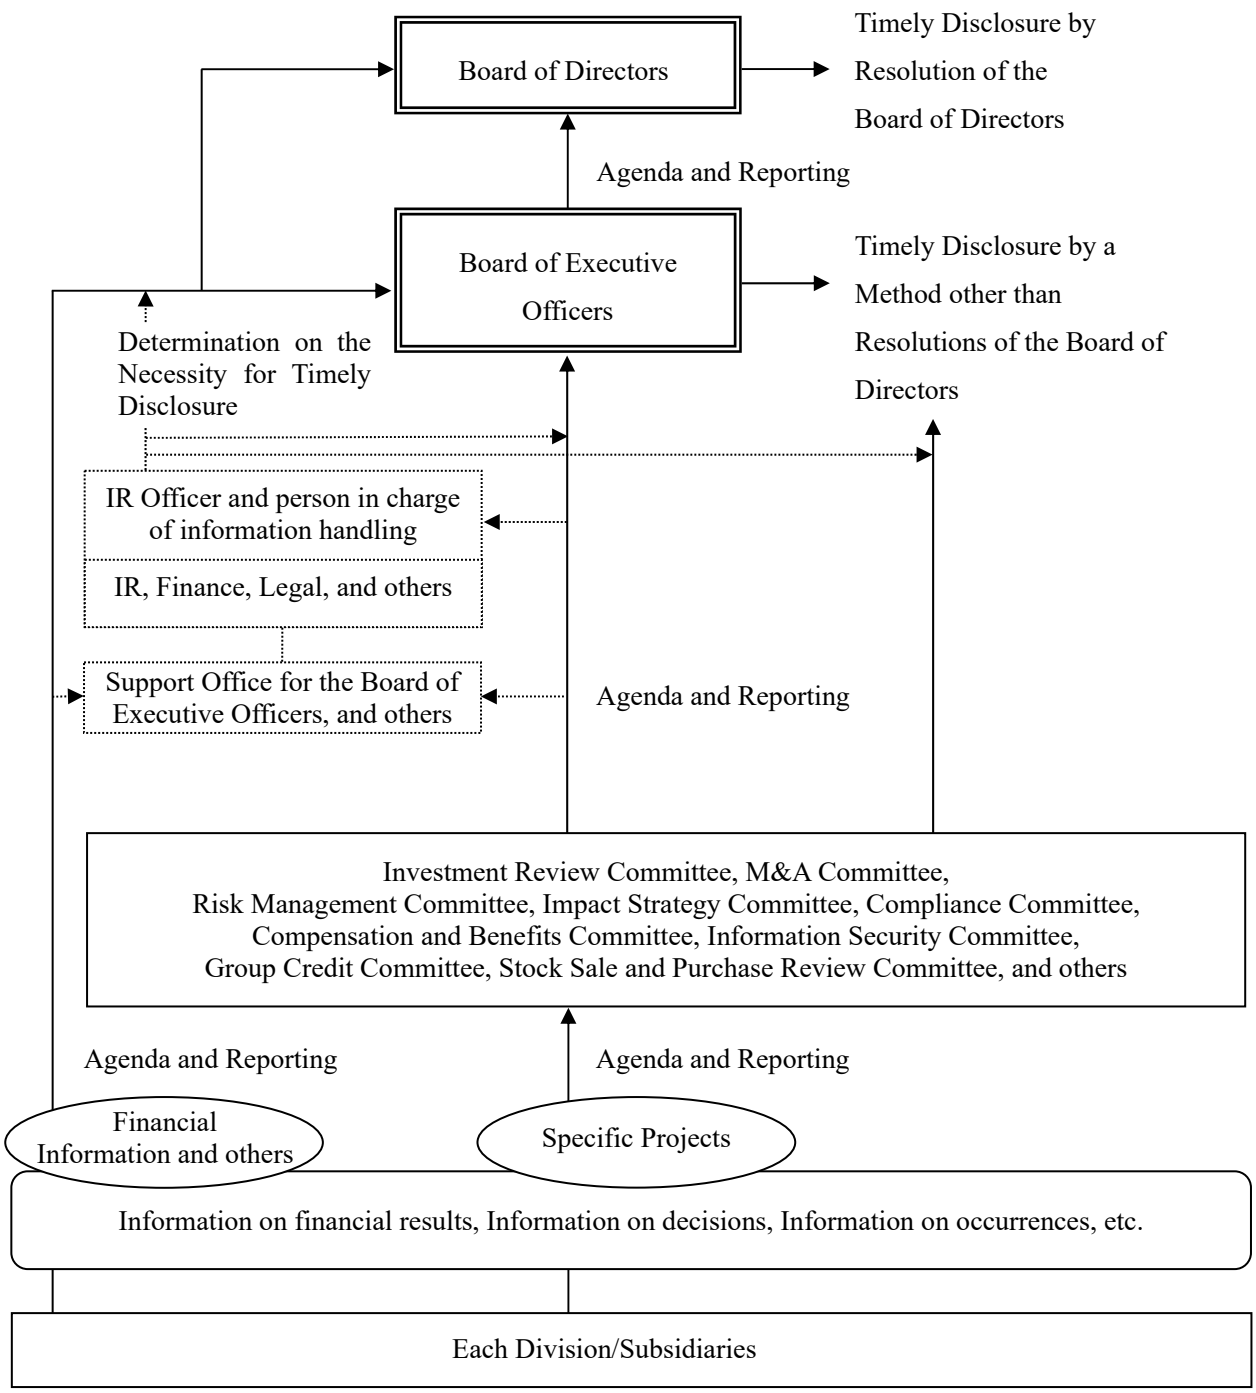 Board of Directors
Timely Disclosure by
Resolution of the
Board of Directors
Agenda and Reporting
Board of Executive
Officers
Timely Disclosure by a
Method other than
Resolutions of the Board of
Directors
Determination on the
Necessity for Timely
Disclosure
IR Officer and person in charge
of information handling
IR, Finance, Legal, and others
Support Office for the Board of
Executive Officers, and others
Agenda and Reporting
Investment Review Committee, M&A Committee,
Risk Management Committee, Impact Strategy Committee, Compliance Committee,
Compensation and Benefits Committee, Information Security Committee,
Group Credit Committee, Stock Sale and Purchase Review Committee, and others
Agenda and Reporting
Agenda and Reporting
Financial
Information and others
Specific Projects
Information on financial results, Information on decisions, Information on occurrences, etc.
Each Division/Subsidiaries